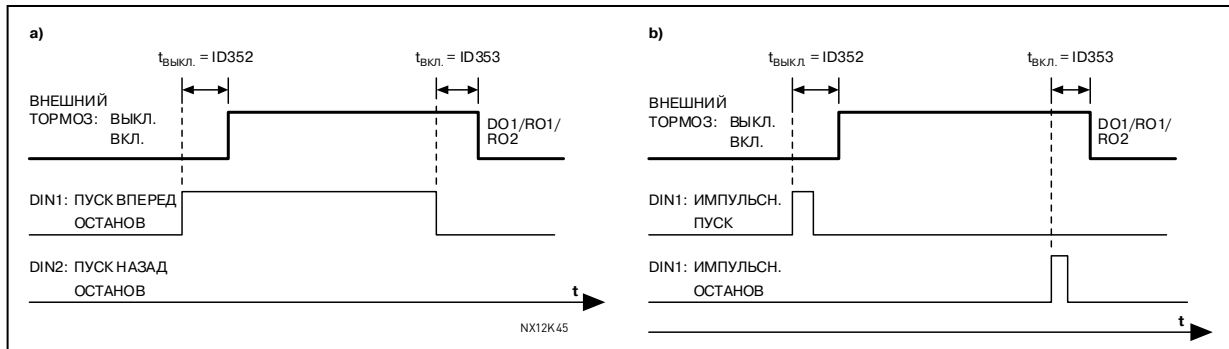 a)
tВЫКЛ. = ID352
tВКЛ. = ID353
ВНЕШНИЙ
ТОРМОЗ: ВЫКЛ.
ВКЛ.
DO1/RO1/
RO2
DIN1: ПУСК ВПЕРЕД
ОСТАНОВ
DIN2: ПУСК НАЗАД
ОСТАНОВ
t
NX12K45
b)
tВЫКЛ = ID352
tВКЛ. = ID353
ВНЕШНИЙ
ТОРМОЗ: ВЫКЛ.
ВКЛ.
DO1/RO1/
RO2
DIN1: ИМПУЛЬСН.
ПУСК
DIN1: ИМПУЛЬСН.
ОСТАНОВ
t